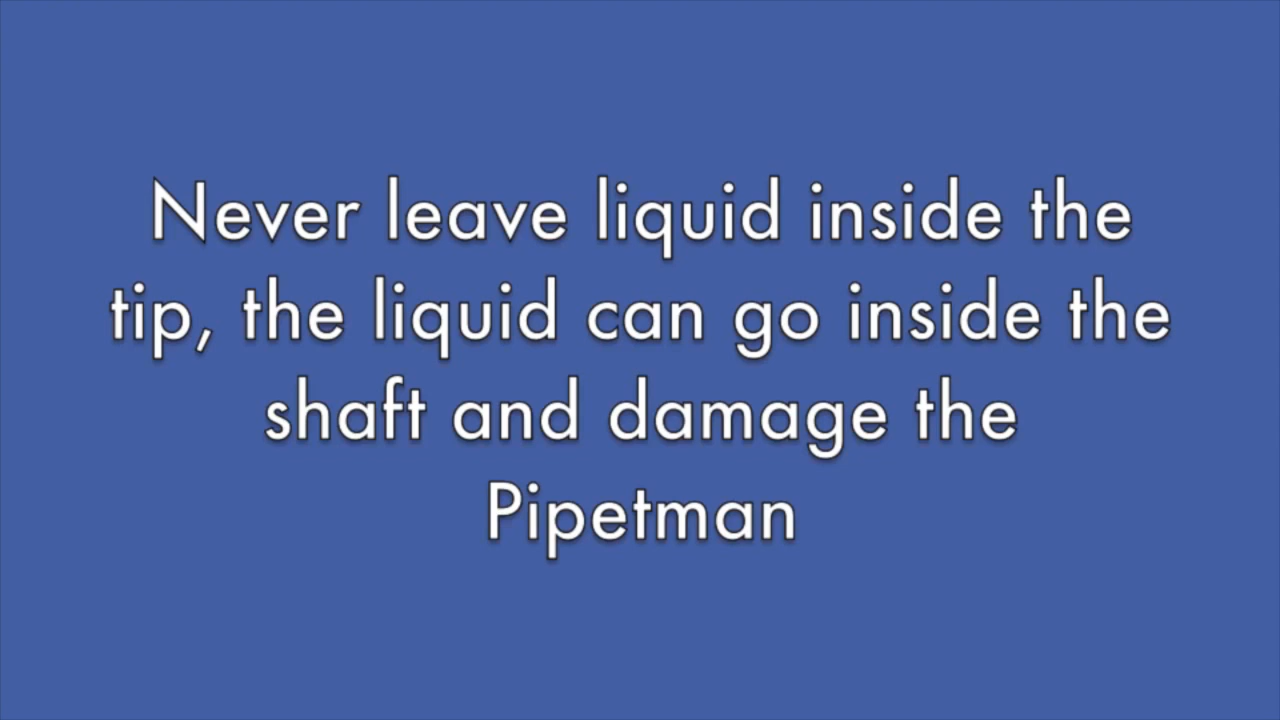 Never leave liquid inside the
tip, the liquid can go inside the
shaft and damage the
Pipetman